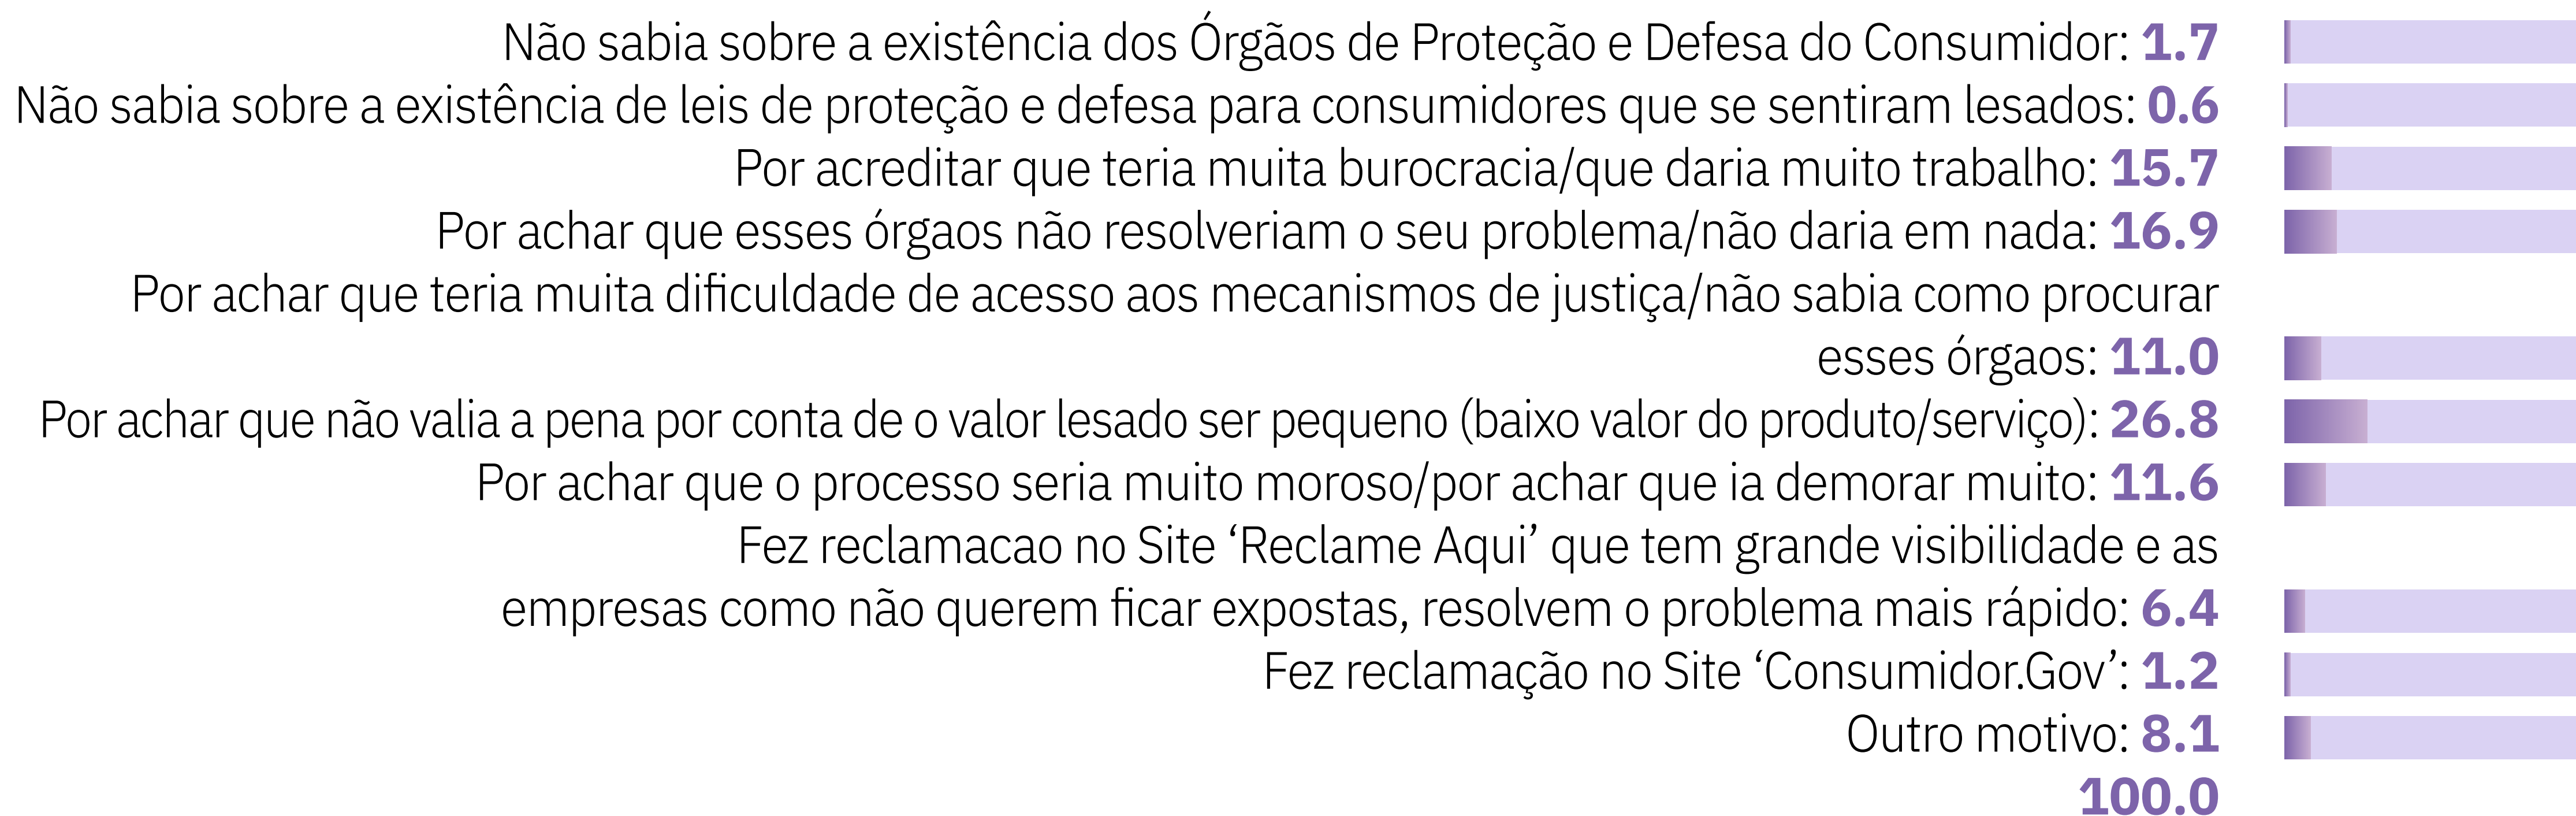 Não sabia sobre a existência dos Órgãos de Proteção e Defesa do Consumidor: 1.7
Não sabia sobre a existência de leis de proteção e defesa para consumidores que se sentiram lesados: 0.6
Por acreditar que teria muita burocracia/que daria muito trabalho: 15.7
Por achar que esses órgaos não resolveriam o seu problema/não daria em nada: 16.9
Por achar que teria muita dificuldade de acesso aos mecanismos de justiça/não sabia como procurar
esses órgaos: 11.0
Por achar que não valia a pena por conta de o valor lesado ser pequeno (baixo valor do produto/serviço): 26.8
Por achar que o processo seria muito moroso/por achar que ia demorar muito: 11.6
Fez reclamacao no Site ‘Reclame Aqui’ que tem grande visibilidade e as
empresas como não querem ficar expostas, resolvem o problema mais rápido: 6.4
Fez reclamação no Site ‘Consumidor.Gov’: 1.2
Outro motivo: 8.1
100.0